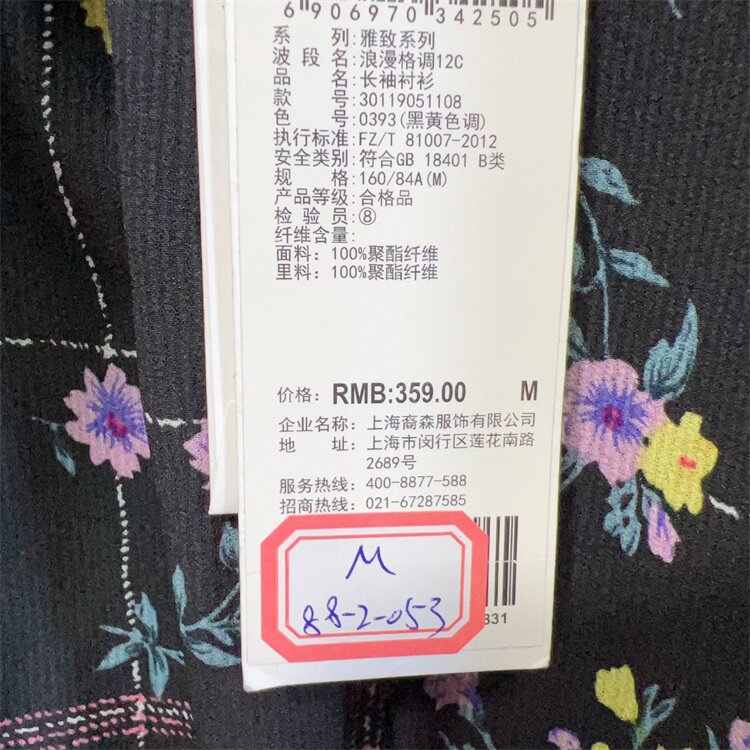 6 906970 342505
系 列:雅致系列
波 段 名:浪漫格调12C
品 名:长袖衬衫
款 号:30119051108
色 号:0393(黑黄色调)
执行标准:FZ/T 81007-2012
安全类别:符合GB 18401 B类
规 格:160/84A(M)
产品等级:合格品
检 验 员:⑧
纤维含量:
面料: 100%聚酯纤维
里料: 100%聚酯纤维
价格: RMB:359.00 M
企业名称: 上海裔森服饰有限公司
地 址: 上海市闵行区莲花南路
2689号
服务热线: 400-8877-588
招商热线: 021-67287585
M
88-2-053
331